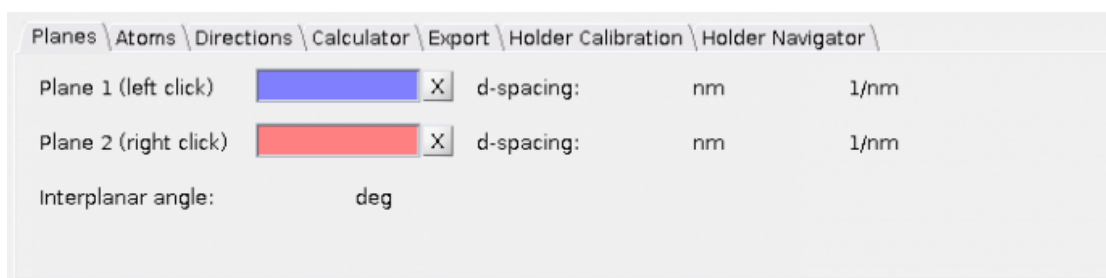 Planes \ Atoms \ Directions \ Calculator \ Export \ Holder Calibration \ Holder Navigator \
Plane 1 (left click) X d-spacing: nm 1/nm
Plane 2 (right click) X d-spacing: nm 1/nm
Interplanar angle: deg